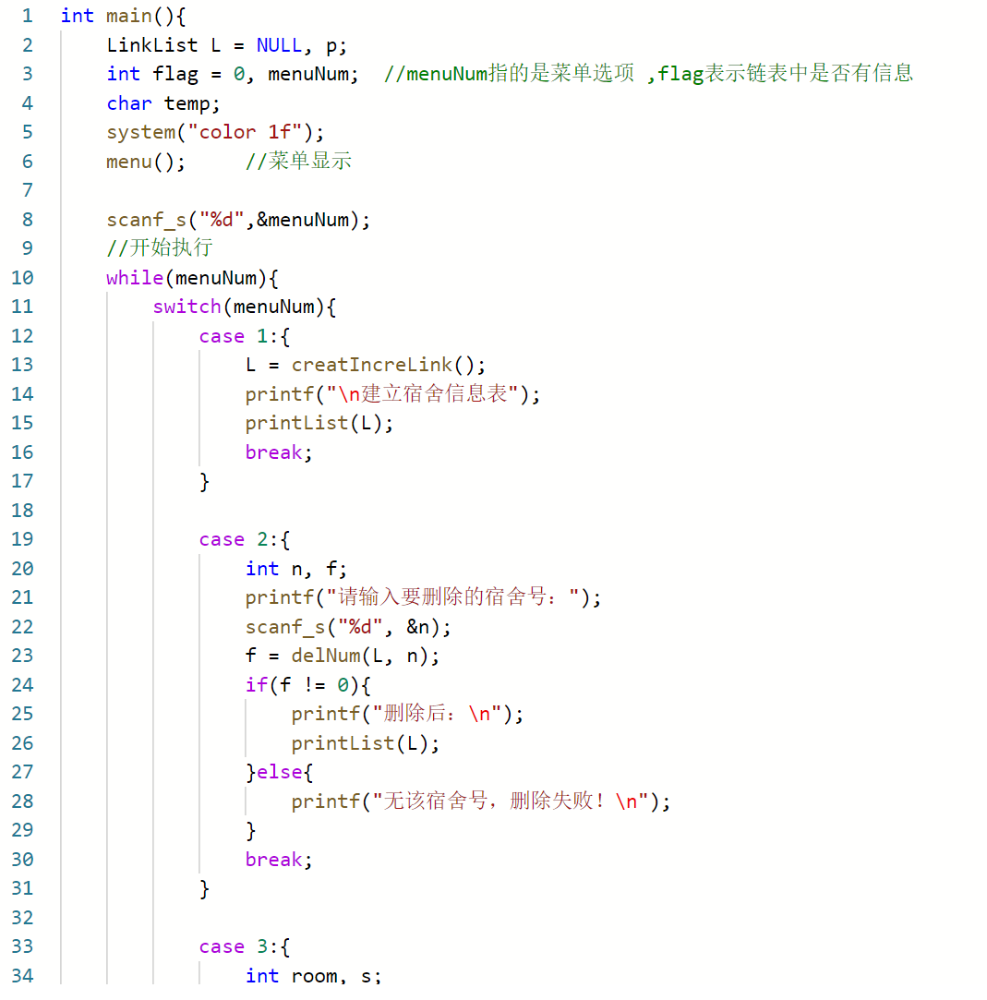 1 int main(){
2 LinkList L = NULL, p;
3 int flag = 0, menuNum; //menuNum指的是菜单选项 ,flag表示链表中是否有信息
4 char temp;
5 system("color 1f");
6 menu(); //菜单显示
7
8 scanf_s("%d",&menuNum);
9 //开始执行
10 while(menuNum){
11 switch(menuNum){
12 case 1:{
13 L = creatIncreLink();
14 printf("\n建立宿舍信息表");
15 printList(L);
16 break;
17 }
18
19 case 2:{
20 int n, f;
21 printf("请输入要删除的宿舍号：");
22 scanf_s("%d", &n);
23 f = delNum(L, n);
24 if(f != 0){
25 printf("删除后：\n");
26 printList(L);
27 }else{
28 printf("无该宿舍号，删除失败！\n");
29 }
30 break;
31 }
32
33 case 3:{
34 int room, s;